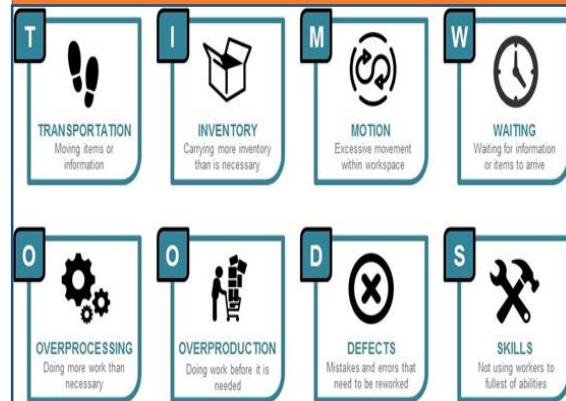 T
TRANSPORTATION
Moving items or
information
I
INVENTORY
Carrying more inventory
than is necessary
M
MOTION
Excessive movement
within workspace
W
WAITING
Waiting for information
or items to arrive
O
OVERPROCESSING
Doing more work than
necessary
O
OVERPRODUCTION
Doing work before it is
needed
D
DEFECTS
Mistakes and errors that
need to be reworked
S
SKILLS
Not using workers to
fullest of abilities